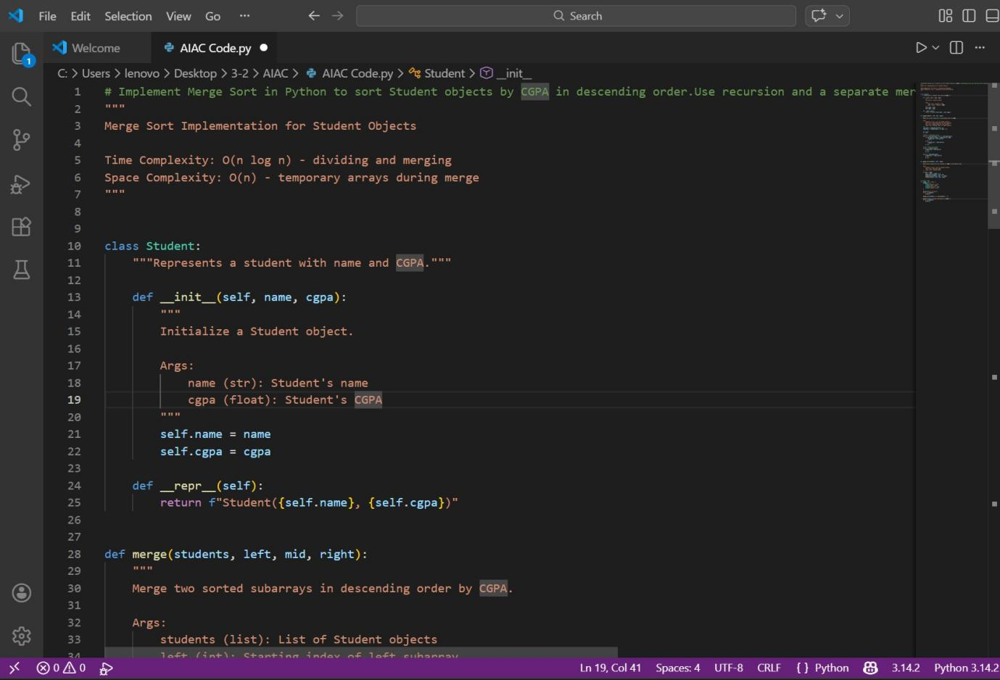 File Edit Selection View Go ··· Search
1
Welcome AIAC Code.py
C: > Users > lenovo > Desktop > 3-2 > AIAC > AIAC Code.py > Student > __init__
1 # Implement Merge Sort in Python to sort Student objects by CGPA in descending order.Use recursion and a separate mer
2 """
3 Merge Sort Implementation for Student Objects
4
5 Time Complexity: O(n log n) - dividing and merging
6 Space Complexity: O(n) - temporary arrays during merge
7 """
8
9
10 class Student:
11 """Represents a student with name and CGPA."""
12
13 def __init__(self, name, cgpa):
14 """
15 Initialize a Student object.
16
17 Args:
18 name (str): Student's name
19 cgpa (float): Student's CGPA
20 """
21 self.name = name
22 self.cgpa = cgpa
23
24 def __repr__(self):
25 return f"Student({self.name}, {self.cgpa})"
26
27
28 def merge(students, left, mid, right):
29 """
30 Merge two sorted subarrays in descending order by CGPA.
31
32 Args:
33 students (list): List of Student objects
34 left (int): Starting index of left subarray
0 0 Ln 19, Col 41 Spaces: 4 UTF-8 CRLF { } Python 3.14.2 Python 3.14.2